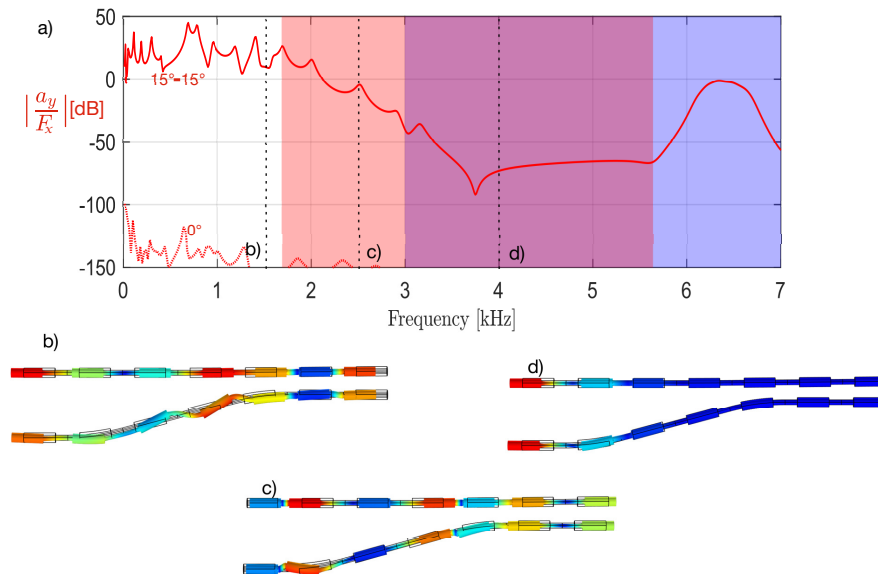 a)
50
0
-50
-100
-150
| a_y / F_x | [dB]
15°-15°
0°
b)
c)
d)
0 1 2 3 4 5 6 7
Frequency [kHz]
b)
d)
c)